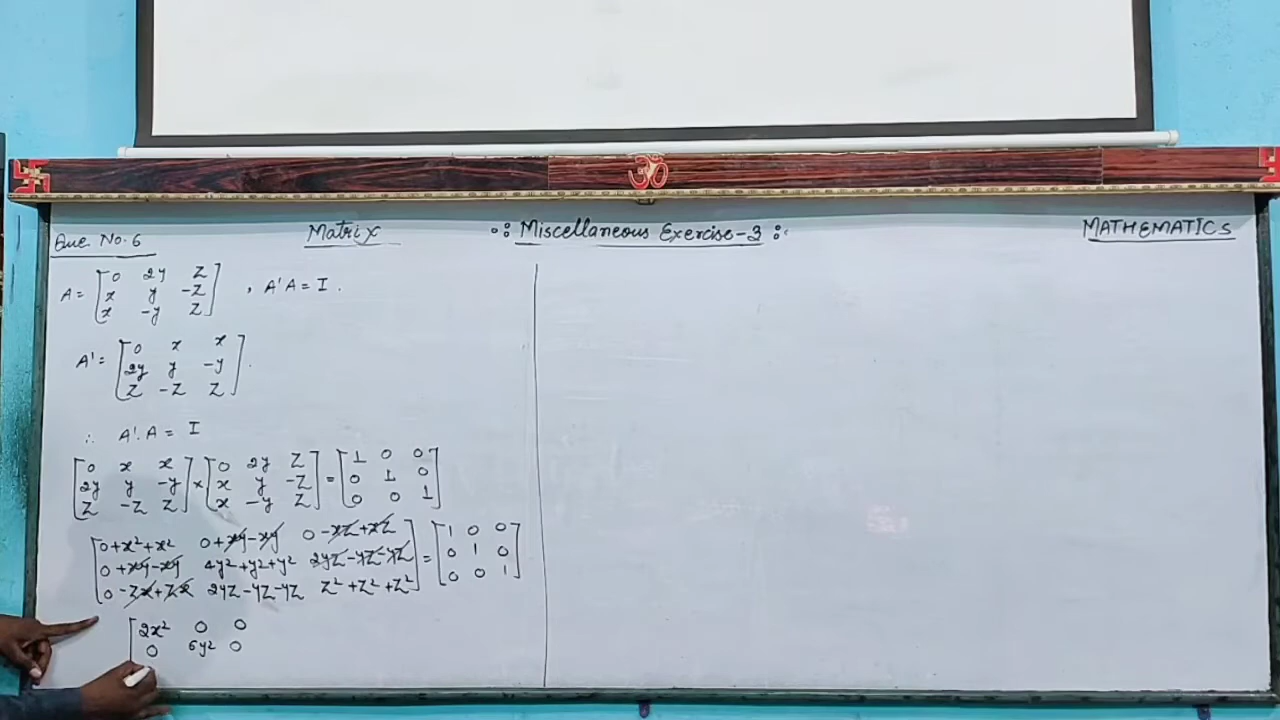 Que. No. 6
Matrix
Miscellaneous Exercise-3
MATHEMATICS
A = [0 2y z
x y -z
x -y z] , A'A = I.
A' = [0 x x
2y y -y
z -z z].
∴ A'.A = I
[0 x x] × [0 2y z] = [1 0 0]
[2y y -y] [x y -z] [0 1 0]
[z -z z] [x -y z] [0 0 1]
[0+x²+x² 0+xy-xy 0-xz+xz] = [1 0 0]
[0+xy-xy 4y²+y²+y² 2yz-yz-yz] [0 1 0]
[0-zx+zx 2yz-yz-yz z²+z²+z²] [0 0 1]
[2x² 0 0
0 6y² 0